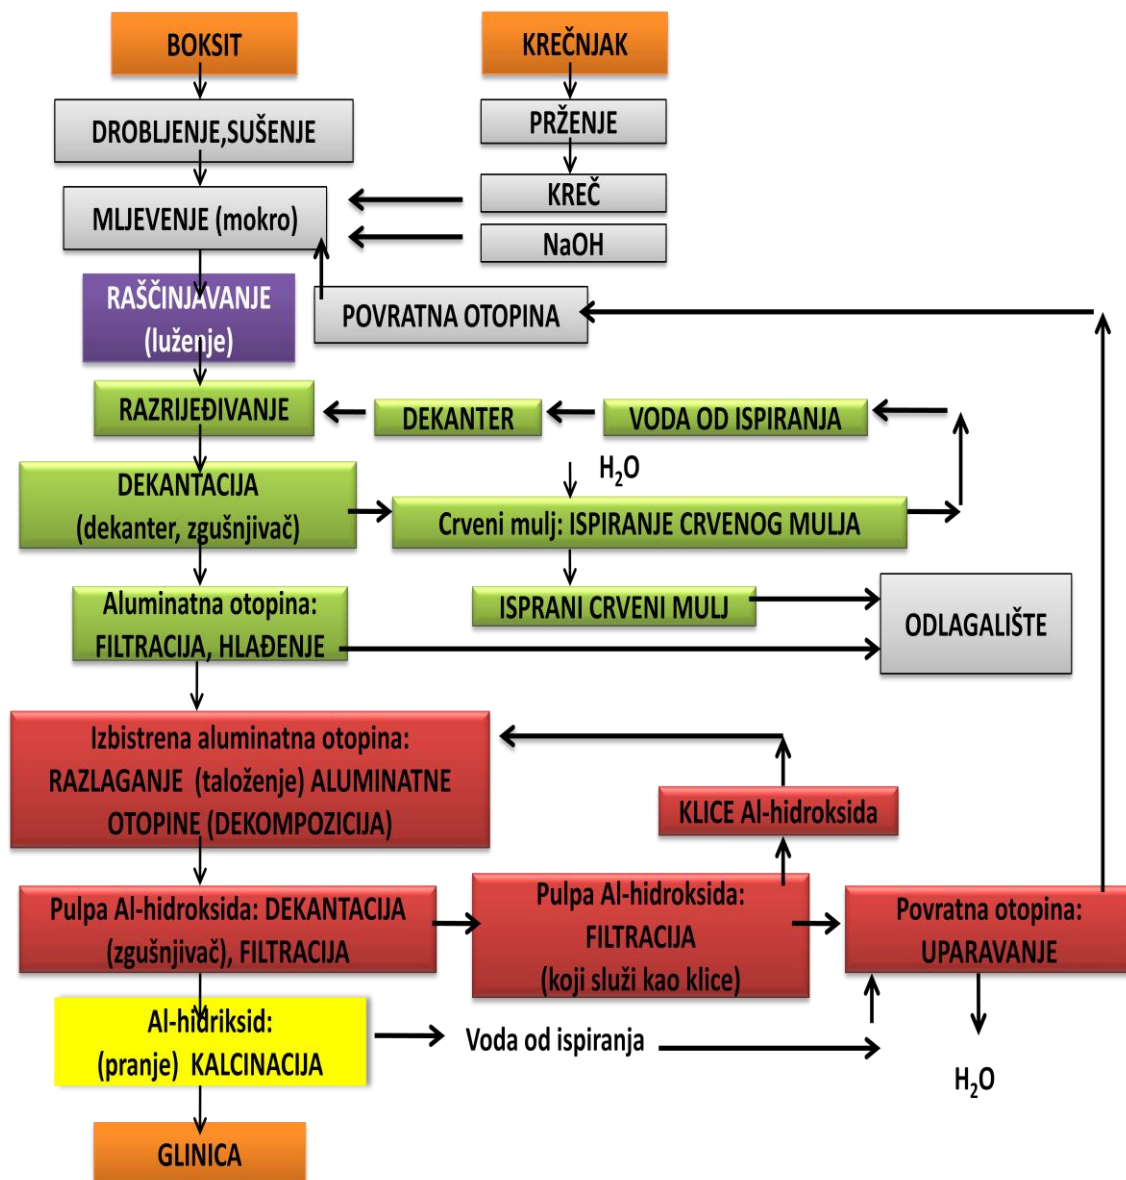 BOKSIT
KREČNJAK
DROBLJENJE,SUŠENJE
PRŽENJE
MLJEVENJE (mokro)
KREČ
NaOH
RAŠČINJAVANJE
(luženje)
POVRATNA OTOPINA
RAZRIJEĐIVANJE
DEKANTER
VODA OD ISPIRANJA
H₂O
DEKANTACIJA
(dekanter, zgušnjivač)
Crveni mulj: ISPIRANJE CRVENOG MULJA
Aluminatna otopina:
FILTRACIJA, HLAĐENJE
ISPRANI CRVENI MULJ
ODLAGALIŠTE
Izbistrena aluminatna otopina:
RAZLAGANJE (taloženje) ALUMINATNE
OTOPINE (DEKOMPOZICIJA)
KLICE Al-hidroksida
Pulpa Al-hidroksida: DEKANTACIJA
(zgušnjivač), FILTRACIJA
Pulpa Al-hidroksida:
FILTRACIJA
(koji služi kao klice)
Povratna otopina:
UPARAVANJE
Al-hidriksid:
(pranje) KALCINACIJA
Voda od ispiranja
H₂O
GLINICA